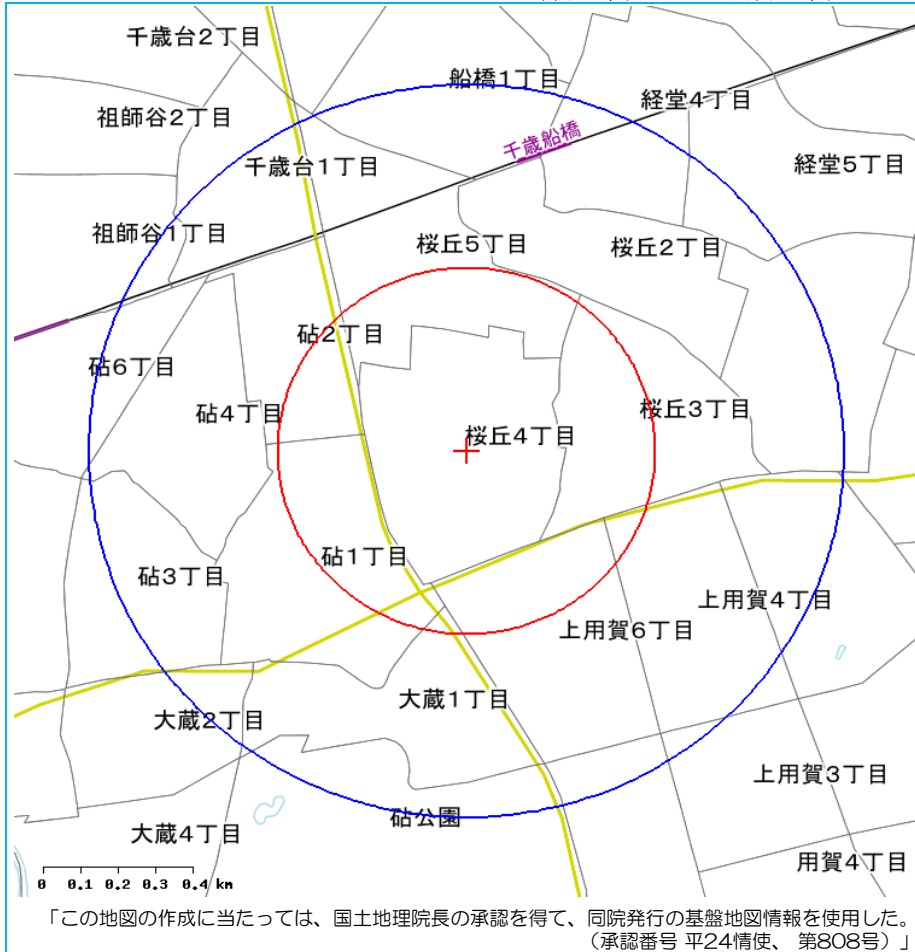 千歳台2丁目
船橋1丁目
経堂4丁目
祖師谷2丁目
千歳船橋
千歳台1丁目
経堂5丁目
祖師谷1丁目
桜丘5丁目
桜丘2丁目
砧2丁目
砧6丁目
砧4丁目
桜丘3丁目
桜丘4丁目
砧1丁目
砧3丁目
上用賀4丁目
上用賀6丁目
大蔵1丁目
大蔵2丁目
上用賀3丁目
砧公園
大蔵4丁目
用賀4丁目
0 0.1 0.2 0.3 0.4 km
「この地図の作成に当たっては、国土地理院長の承認を得て、同院発行の基盤地図情報を使用した。
（承認番号 平24情使、 第808号）」